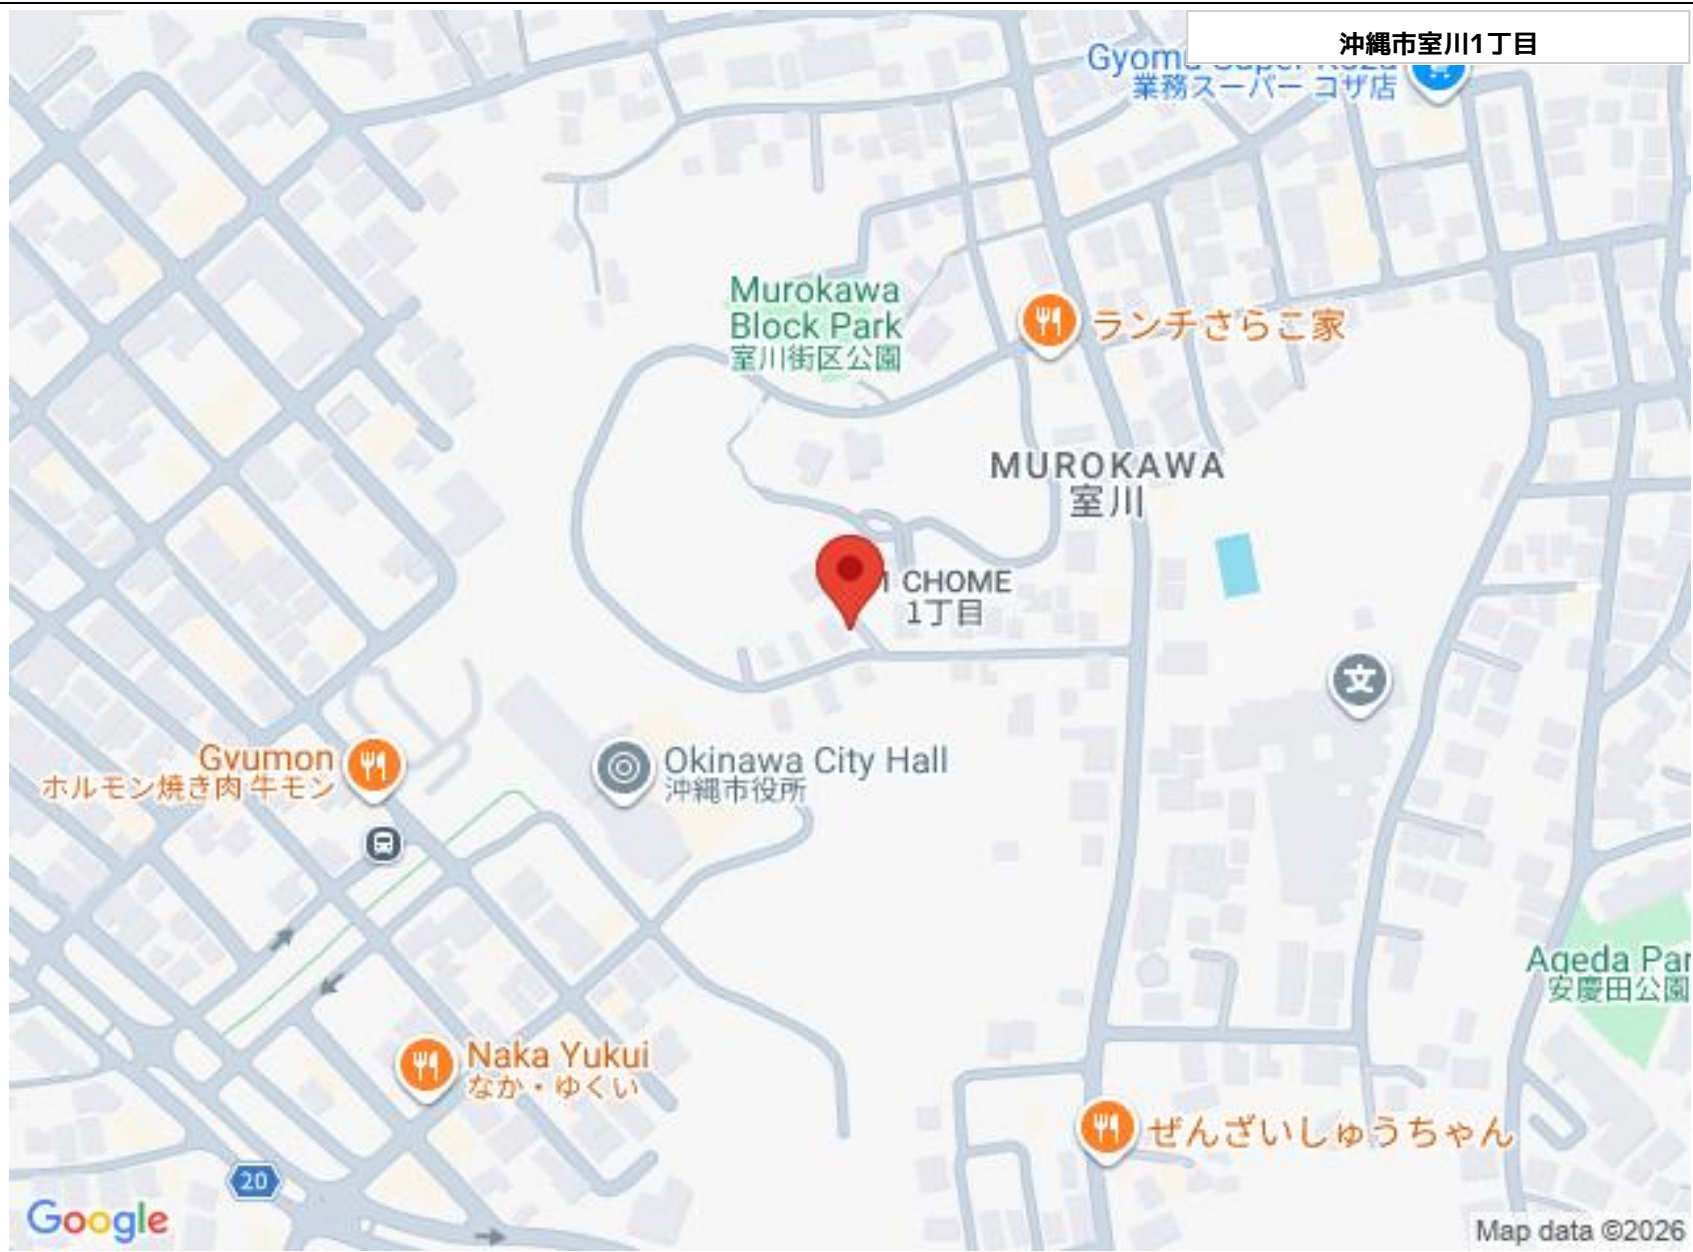 沖縄市室川1丁目
業務スーパー コザ店
Murokawa
Block Park
室川街区公園
ランチさらこ家
MUROKAWA
室川
1 CHOME
1丁目
文
Gyumon
ホルモン焼き肉 牛モン
Okinawa City Hall
沖縄市役所
Ageda Par
安慶田公園
Naka Yukui
なか・ゆくい
ぜんざいしゅうちゃん
20
Google
Map data ©2026